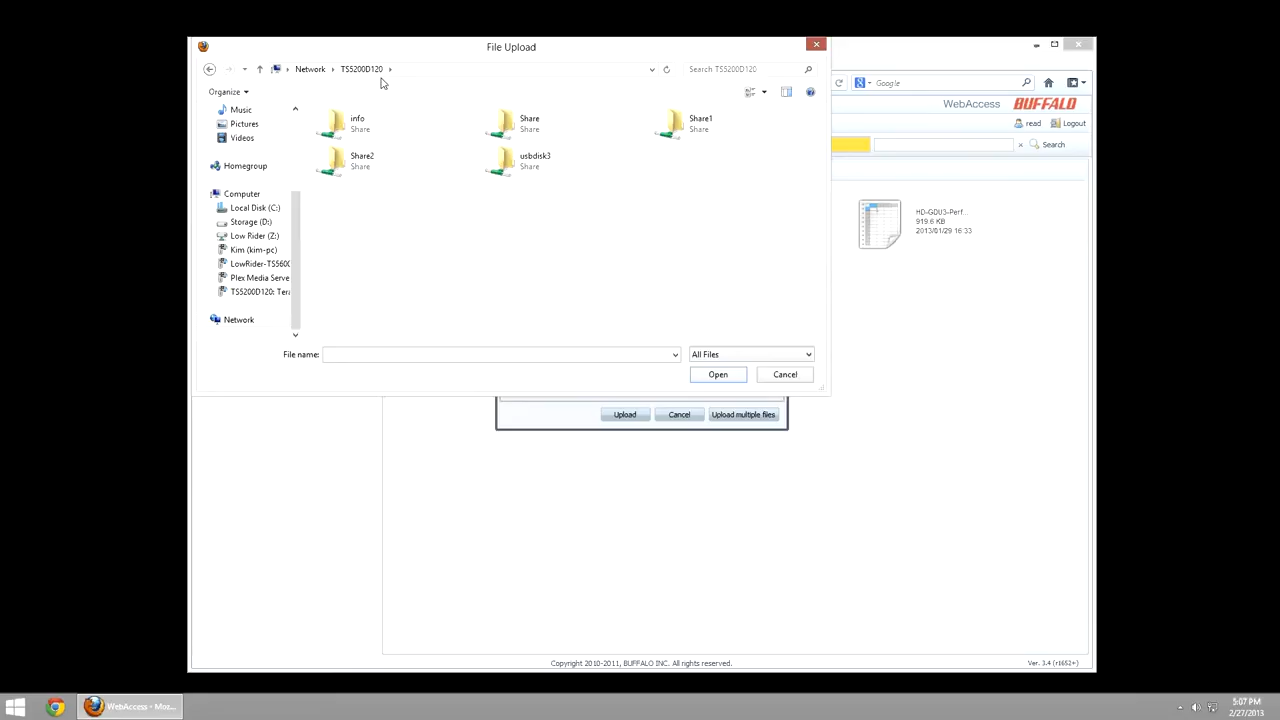 File Upload
Network TS5200D120
Search TS5200D120
Google
Organize
WebAccess BUFFALO
read Logout
Search
Music
Pictures
Videos
Homegroup
Computer
Local Disk (C:)
Storage (D:)
Low Rider (Z:)
Kim (kim-pc)
LowRider-TS5600
Plex Media Serve
TS5200D120: Tera
Network
info
Share
Share
Share
Share1
Share
Share2
Share
usbdisk3
Share
HD-GDU3-Perf...
919.6 KB
2013/01/29 16:33
File name:
All Files
Open Cancel
Upload Cancel Upload multiple files
Copyright 2010-2011, BUFFALO INC. All rights reserved.
Ver. 3.4 (r1652+)
WebAccess - Moz...
5:07 PM
2/27/2013